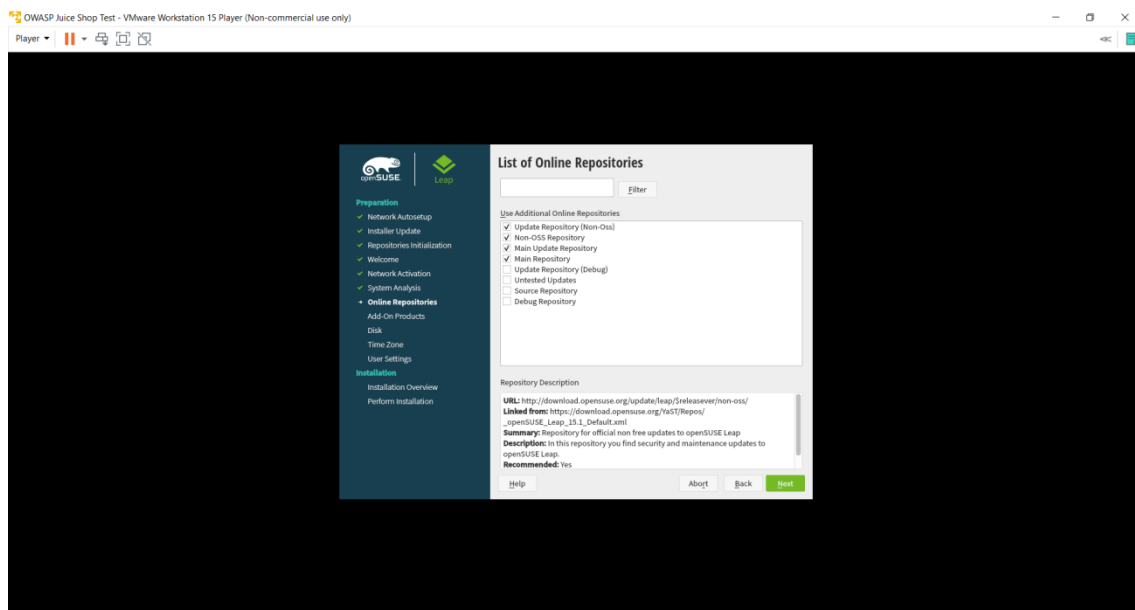 OWASP Juice Shop Test - VMware Workstation 15 Player (Non-commercial use only)
Player
openSUSE
Leap
Preparation
Network Autosetup
Installer Update
Repositories Initialization
Welcome
Network Activation
System Analysis
Online Repositories
Add-On Products
Disk
Time Zone
User Settings
Installation
Installation Overview
Perform Installation
List of Online Repositories
Filter
Use Additional Online Repositories
Update Repository (Non-Oss)
Non-OSS Repository
Main Update Repository
Main Repository
Update Repository (Debug)
Untested Updates
Source Repository
Debug Repository
Repository Description
URL: http://download.opensuse.org/update/leap/$releasever/non-oss/
Linked from: https://download.opensuse.org/YaST/Repos/
_openSUSE_Leap_15.1_Default.xml
Summary: Repository for official non free updates to openSUSE Leap
Description: In this repository you find security and maintenance updates to
openSUSE Leap.
Recommended: Yes
Help
Abort
Back
Next